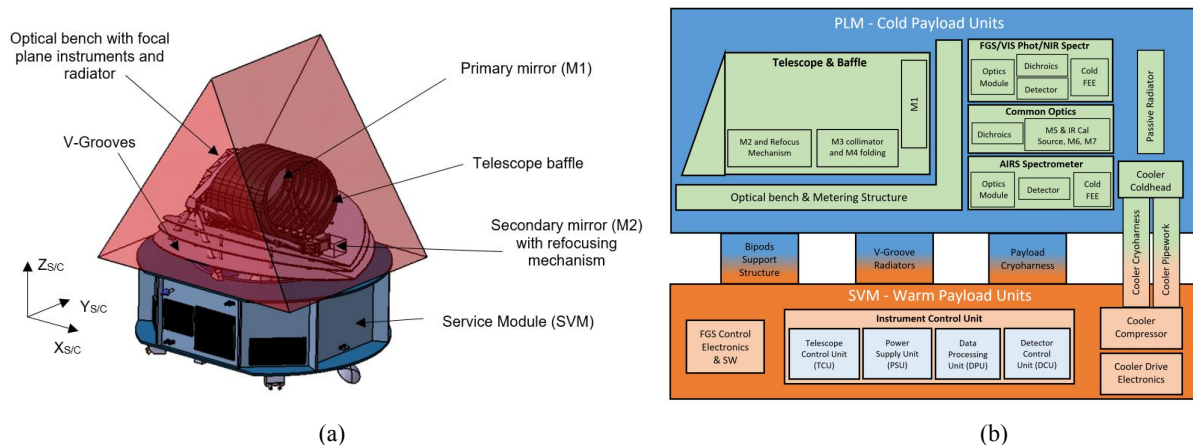 Optical bench with focal
plane instruments and
radiator
Primary mirror (M1)
V-Grooves
Telescope baffle
Secondary mirror (M2)
with refocusing
mechanism
Z S/C
Y S/C
X S/C
Service Module (SVM)
(a)
PLM - Cold Payload Units
Telescope & Baffle
M1
M2 and Refocus
Mechanism
M3 collimator
and M4 folding
Optical bench & Metering Structure
FGS/VIS Phot/NIR Spectr
Optics
Module
Dichroics
Detector
Cold
FEE
Common Optics
Dichroics
M5 & IR Cal
Source, M6, M7
AIRS Spectrometer
Optics
Module
Detector
Cold
FEE
Passive Radiator
Cooler
Coldhead
Cooler Cryoharness
Cooler Pipework
Bipods
Support
Structure
V-Groove
Radiators
Payload
Cryoharness
SVM - Warm Payload Units
FGS Control
Electronics
& SW
Instrument Control Unit
Telescope
Control Unit
(TCU)
Power
Supply Unit
(PSU)
Data
Processing
Unit (DPU)
Detector
Control
Unit (DCU)
Cooler
Compressor
Cooler Drive
Electronics
(b)